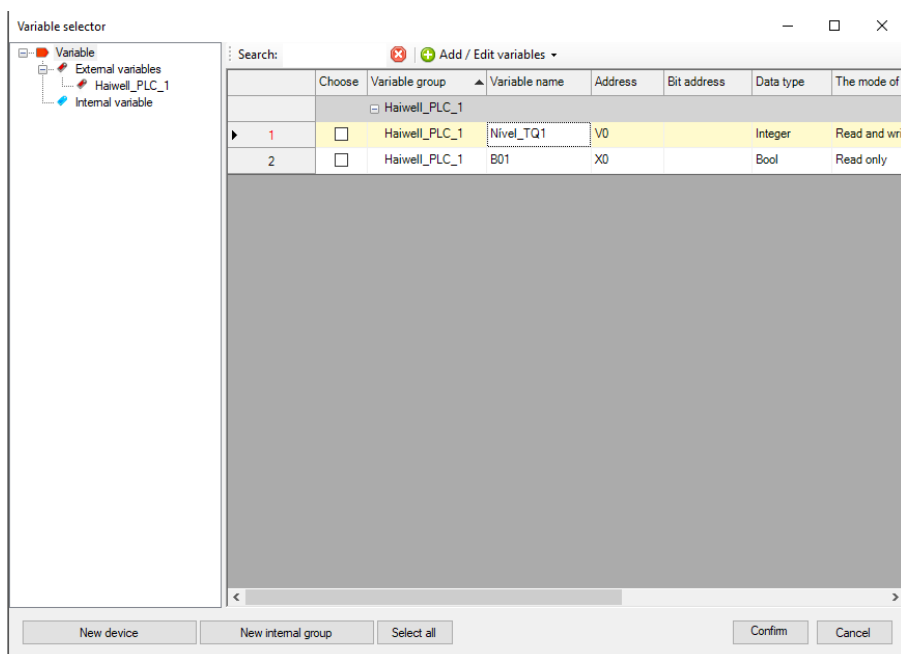 Variable selector
Variable
External variables
Haiwell_PLC_1
Internal variable
Search: Add / Edit variables
Choose Variable group Variable name Address Bit address Data type The mode of
Haiwell_PLC_1
1 Haiwell_PLC_1 Nível_TQ1 V0 Integer Read and wri
2 Haiwell_PLC_1 B01 X0 Bool Read only
New device New internal group Select all Confirm Cancel